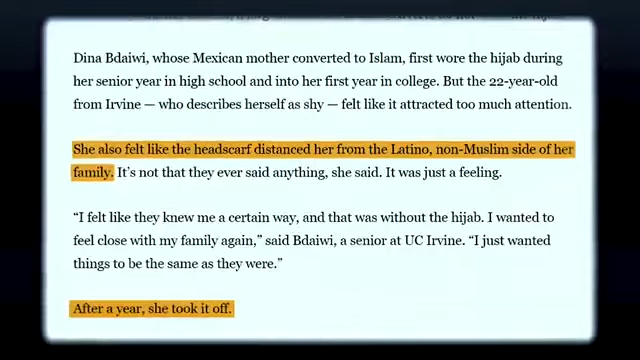 Dina Bdaiwi, whose Mexican mother converted to Islam, first wore the hijab during
her senior year in high school and into her first year in college. But the 22-year-old
from Irvine — who describes herself as shy — felt like it attracted too much attention.
She also felt like the headscarf distanced her from the Latino, non-Muslim side of her
family. It’s not that they ever said anything, she said. It was just a feeling.
“I felt like they knew me a certain way, and that was without the hijab. I wanted to
feel close with my family again,” said Bdaiwi, a senior at UC Irvine. “I just wanted
things to be the same as they were.”
After a year, she took it off.